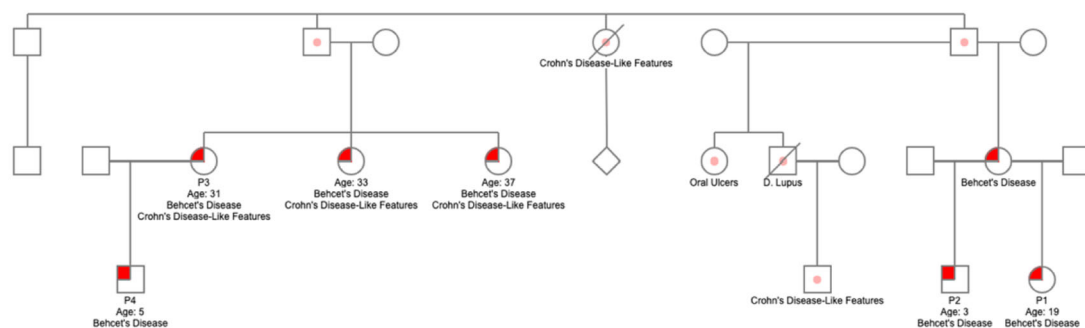 Crohn's Disease-Like Features
P3
Age: 31
Behcet's Disease
Crohn's Disease-Like Features
Age: 33
Behcet's Disease
Crohn's Disease-Like Features
Age: 37
Behcet's Disease
Crohn's Disease-Like Features
Oral Ulcers
D. Lupus
Behcet's Disease
P4
Age: 5
Behcet's Disease
Crohn's Disease-Like Features
P2
Age: 3
Behcet's Disease
P1
Age: 19
Behcet's Disease